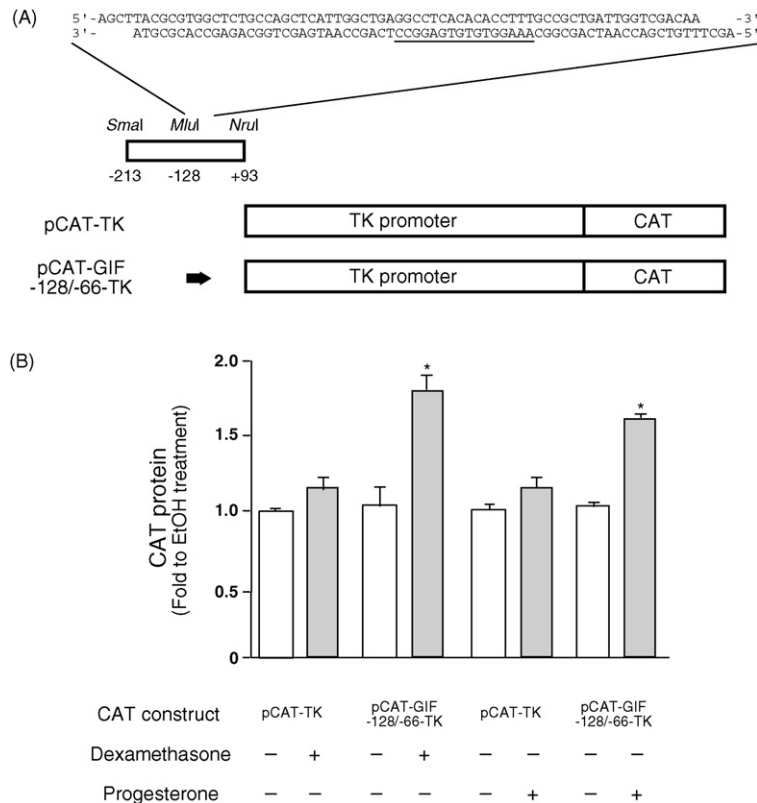 (A)
5'-AGCTTACGCGTGGCTCTGCCAGCTCATTGGCTGAGGCCTCACACACCTTTGCCGCTGATTGGTCGACAA -3'
3'- ATGCGCACCGAGACGGTCGAGTAACCGACTCCGGAGTGTGTGGAAACGGCGACTAACCAGCTGTTTCGA-5'
SmaI MluI NruI
-213 -128 +93
pCAT-TK TK promoter CAT
pCAT-GIF
-128/-66-TK TK promoter CAT
(B)
CAT protein
(Fold to EtOH treatment)
2.0
1.5
1.0
0.5
0
* *
CAT construct pCAT-TK pCAT-GIF -128/-66-TK pCAT-TK pCAT-GIF -128/-66-TK
Dexamethasone − + − + − − − −
Progesterone − − − − − + − +